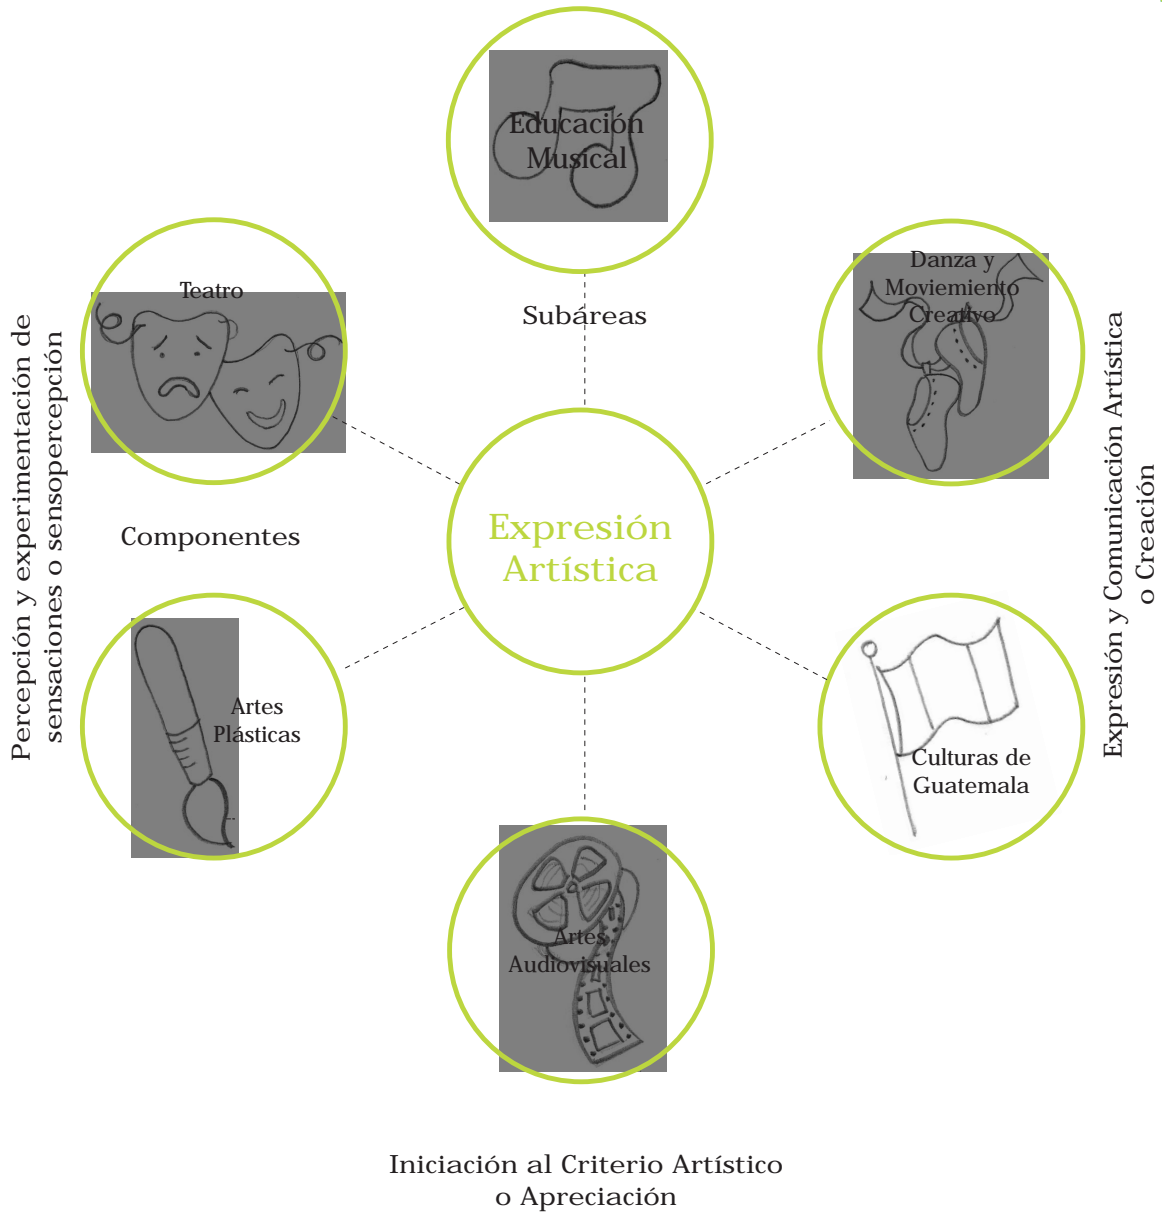 Educación
Musical
Teatro
Danza y
Moviemiento
Creativo
Subáreas
Percepción y experimentación de
sensaciones o sensopercepción
Expresión y Comunicación Artística
o Creación
Componentes
Expresión
Artística
Artes
Plásticas
Culturas de
Guatemala
Artes
Audiovisuales
Iniciación al Criterio Artístico
o Apreciación